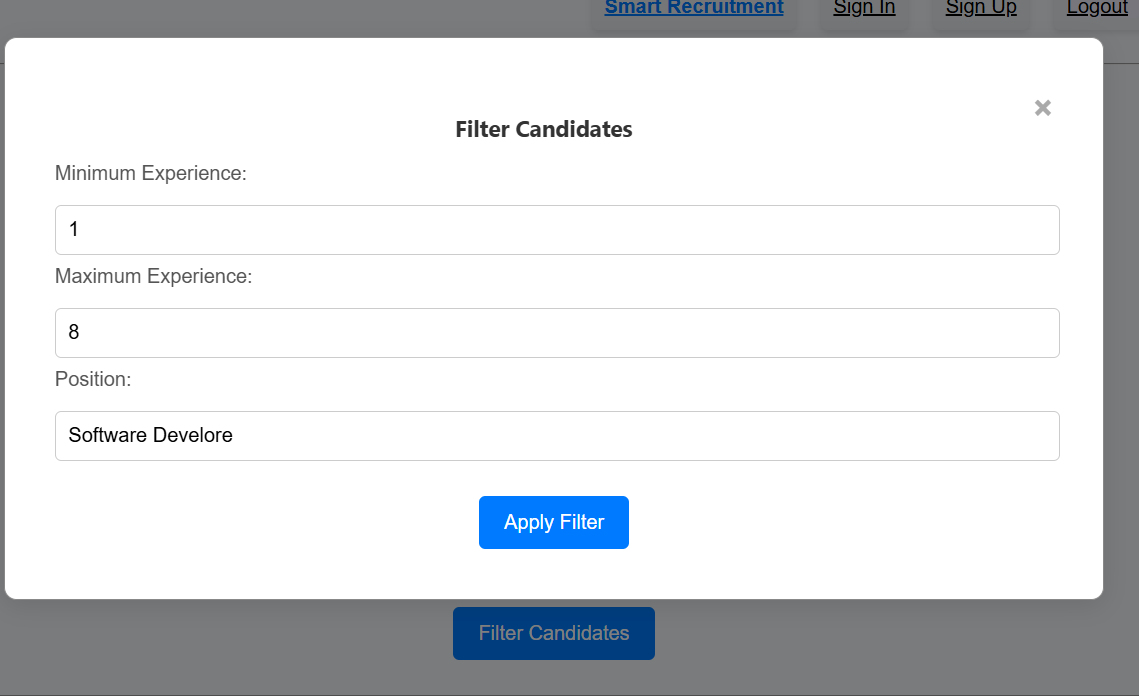 Smart Recruitment Sign In Sign Up Logout
×
Filter Candidates
Minimum Experience:
1
Maximum Experience:
8
Position:
Software Develore
Apply Filter
Filter Candidates